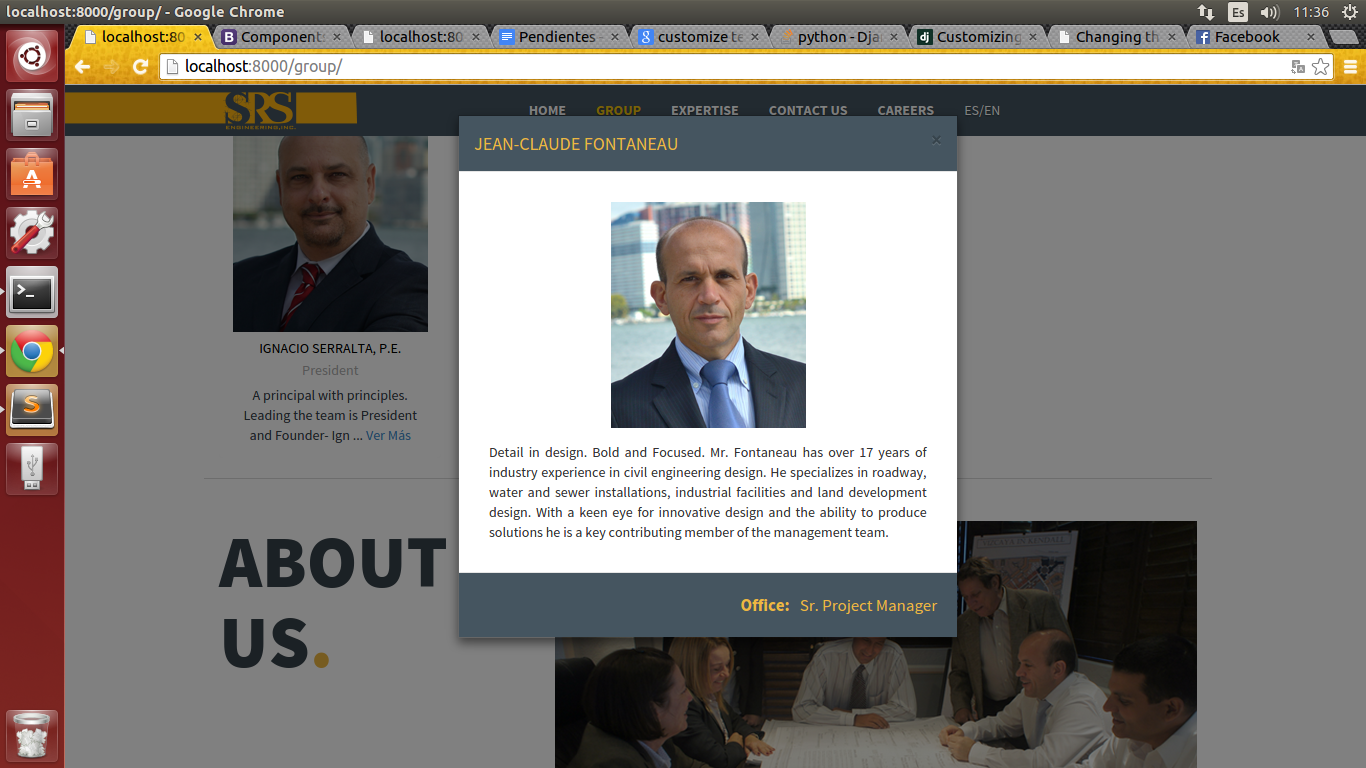 localhost:8000/group/ - Google Chrome
Es
11:36
localhost:80
Component
localhost:80
Pendientes -
customize te
python - Dja
Customizing
Changing th
Facebook
localhost:8000/group/
SRS
ENGINEERING, INC.
HOME GROUP EXPERTISE CONTACT US CAREERS ES/EN
JEAN-CLAUDE FONTANEAU ×
IGNACIO SERRALTA, P.E.
President
A principal with principles.
Leading the team is President
and Founder- Ign ... Ver Más
Detail in design. Bold and Focused. Mr. Fontaneau has over 17 years of
industry experience in civil engineering design. He specializes in roadway,
water and sewer installations, industrial facilities and land development
design. With a keen eye for innovative design and the ability to produce
solutions he is a key contributing member of the management team.
Office: Sr. Project Manager
ABOUT
US.